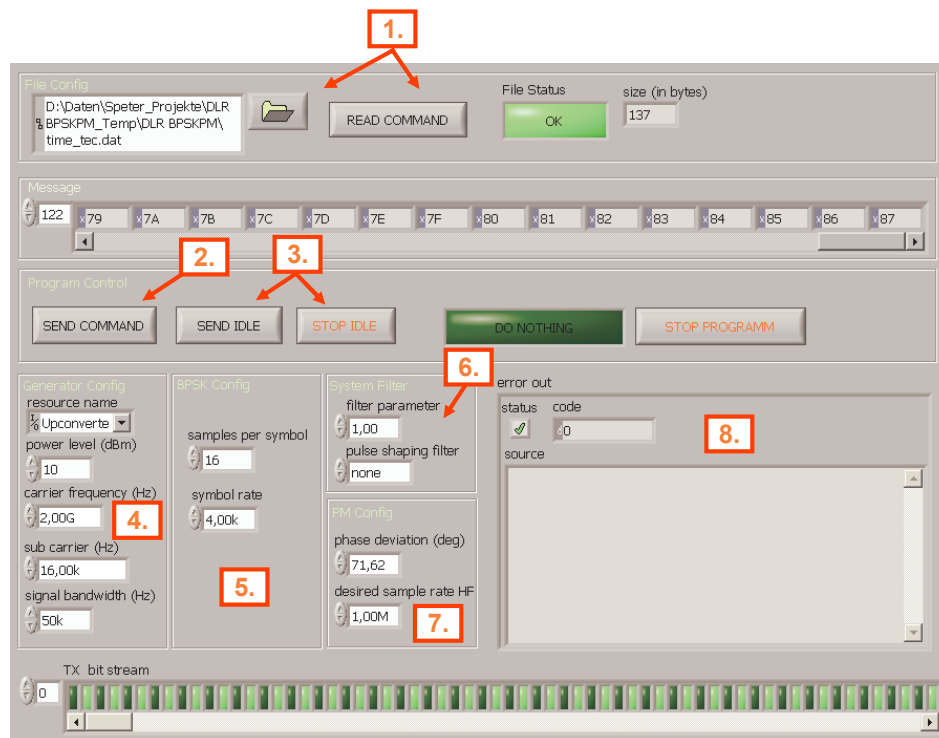 1.
File Config
D:\Daten\Speter_Projekte\DLR
BPSKPM_Temp\DLR BPSKPM\
time_tec.dat
READ COMMAND
File Status
OK
size (in bytes)
137
Message
122 x79 x7A x7B x7C x7D x7E x7F x80 x81 x82 x83 x84 x85 x86 x87
2.
3.
Program Control
SEND COMMAND
SEND IDLE
STOP IDLE
DO NOTHING
STOP PROGRAMM
Generator Config
resource name
Upconverte
power level (dBm)
10
carrier frequency (Hz)
2,00G
4.
sub carrier (Hz)
16,00k
signal bandwidth (Hz)
50k
BPSK Config
samples per symbol
16
symbol rate
4,00k
5.
6.
System Filter
filter parameter
1,00
pulse shaping filter
none
PM Config
phase deviation (deg)
71,62
desired sample rate HF
1,00M
7.
error out
status code
0
8.
source
TX bit stream
0